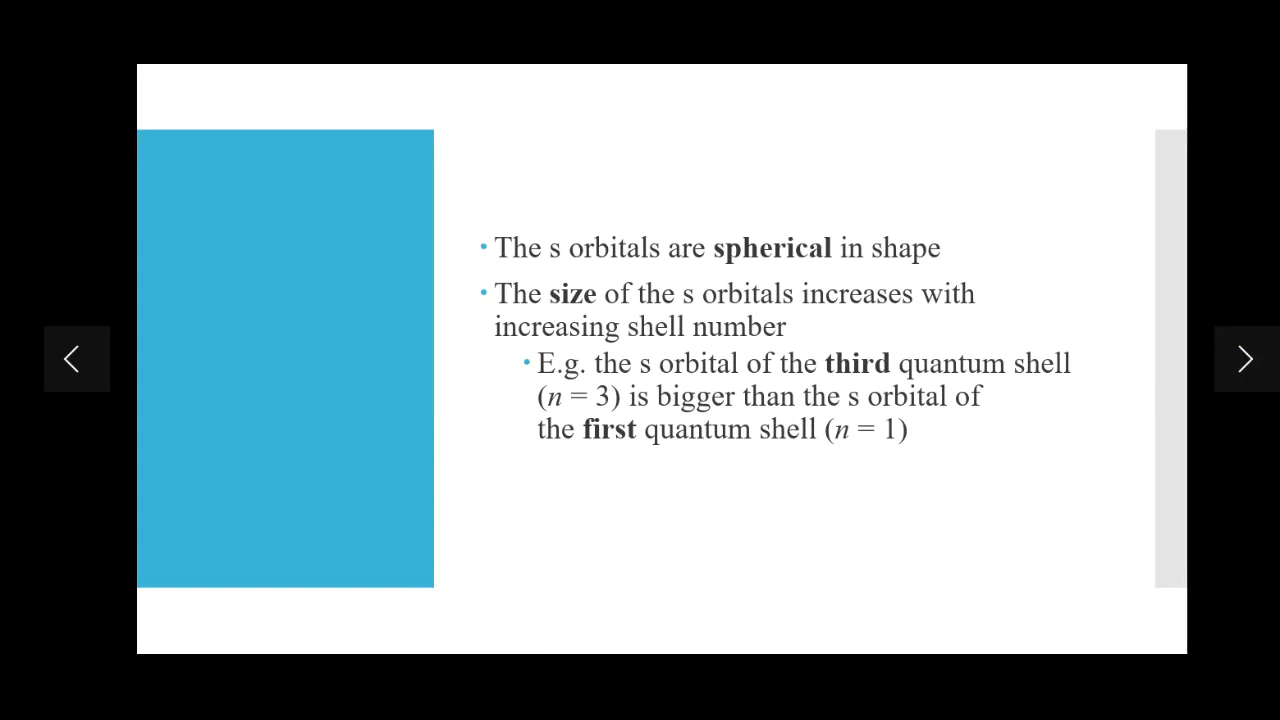 • The s orbitals are spherical in shape
• The size of the s orbitals increases with
increasing shell number
• E.g. the s orbital of the third quantum shell
(n = 3) is bigger than the s orbital of
the first quantum shell (n = 1)